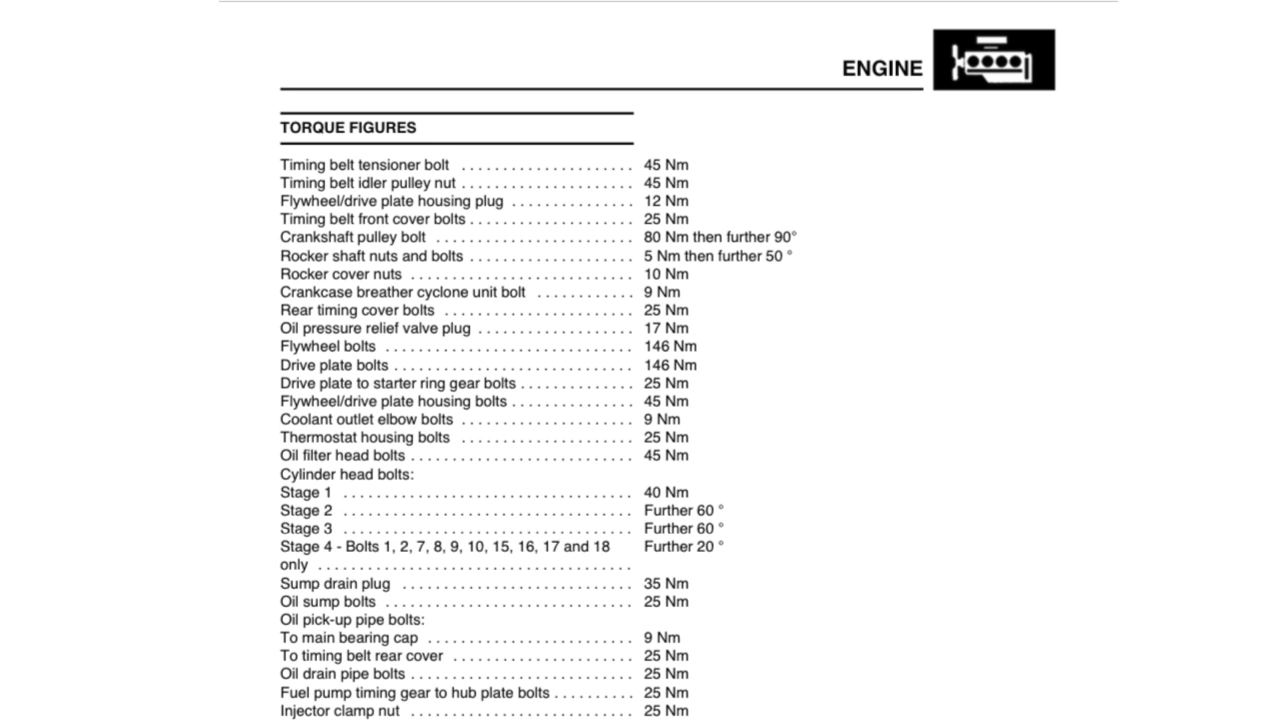 ENGINE
TORQUE FIGURES
Timing belt tensioner bolt . . . . . . . . . . . . . . . . . . . . . 45 Nm
Timing belt idler pulley nut . . . . . . . . . . . . . . . . . . . . . 45 Nm
Flywheel/drive plate housing plug . . . . . . . . . . . . . . . 12 Nm
Timing belt front cover bolts . . . . . . . . . . . . . . . . . . . . 25 Nm
Crankshaft pulley bolt . . . . . . . . . . . . . . . . . . . . . . . . 80 Nm then further 90°
Rocker shaft nuts and bolts . . . . . . . . . . . . . . . . . . . . 5 Nm then further 50 °
Rocker cover nuts . . . . . . . . . . . . . . . . . . . . . . . . . . . 10 Nm
Crankcase breather cyclone unit bolt . . . . . . . . . . . . 9 Nm
Rear timing cover bolts . . . . . . . . . . . . . . . . . . . . . . . 25 Nm
Oil pressure relief valve plug . . . . . . . . . . . . . . . . . . . 17 Nm
Flywheel bolts . . . . . . . . . . . . . . . . . . . . . . . . . . . . . . 146 Nm
Drive plate bolts . . . . . . . . . . . . . . . . . . . . . . . . . . . . . 146 Nm
Drive plate to starter ring gear bolts . . . . . . . . . . . . . . 25 Nm
Flywheel/drive plate housing bolts . . . . . . . . . . . . . . . 45 Nm
Coolant outlet elbow bolts . . . . . . . . . . . . . . . . . . . . . 9 Nm
Thermostat housing bolts . . . . . . . . . . . . . . . . . . . . . 25 Nm
Oil filter head bolts . . . . . . . . . . . . . . . . . . . . . . . . . . . 45 Nm
Cylinder head bolts:
Stage 1 . . . . . . . . . . . . . . . . . . . . . . . . . . . . . . . . . . . 40 Nm
Stage 2 . . . . . . . . . . . . . . . . . . . . . . . . . . . . . . . . . . . Further 60 °
Stage 3 . . . . . . . . . . . . . . . . . . . . . . . . . . . . . . . . . . . Further 60 °
Stage 4 - Bolts 1, 2, 7, 8, 9, 10, 15, 16, 17 and 18 Further 20 °
only . . . . . . . . . . . . . . . . . . . . . . . . . . . . . . . . . . . . . .
Sump drain plug . . . . . . . . . . . . . . . . . . . . . . . . . . . . 35 Nm
Oil sump bolts . . . . . . . . . . . . . . . . . . . . . . . . . . . . . . 25 Nm
Oil pick-up pipe bolts:
To main bearing cap . . . . . . . . . . . . . . . . . . . . . . . . . 9 Nm
To timing belt rear cover . . . . . . . . . . . . . . . . . . . . . . 25 Nm
Oil drain pipe bolts . . . . . . . . . . . . . . . . . . . . . . . . . . . 25 Nm
Fuel pump timing gear to hub plate bolts . . . . . . . . . . 25 Nm
Injector clamp nut . . . . . . . . . . . . . . . . . . . . . . . . . . . 25 Nm